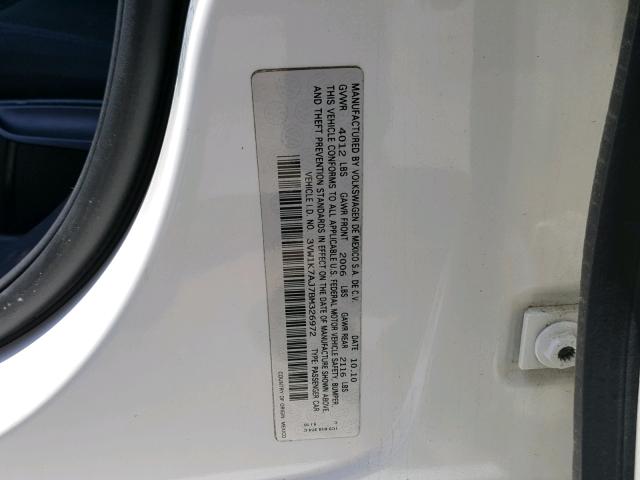 MANUFACTURED BY VOLKSWAGEN DE MEXICO S.A. DE C.V. DATE 10.10
GVWR 4012 LBS GAWR FRONT 2006 LBS GAWR REAR 2116 LBS
THIS VEHICLE CONFORMS TO ALL APPLICABLE U.S. FEDERAL MOTOR VEHICLE SAFETY, BUMPER,
AND THEFT PREVENTION STANDARDS IN EFFECT ON THE DATE OF MANUFACTURE SHOWN ABOVE.
VEHICLE I.D. NO. 3VW1K7AJ7BM326972 TYPE: PASSENGER CAR
COUNTRY OF ORIGIN: MEXICO